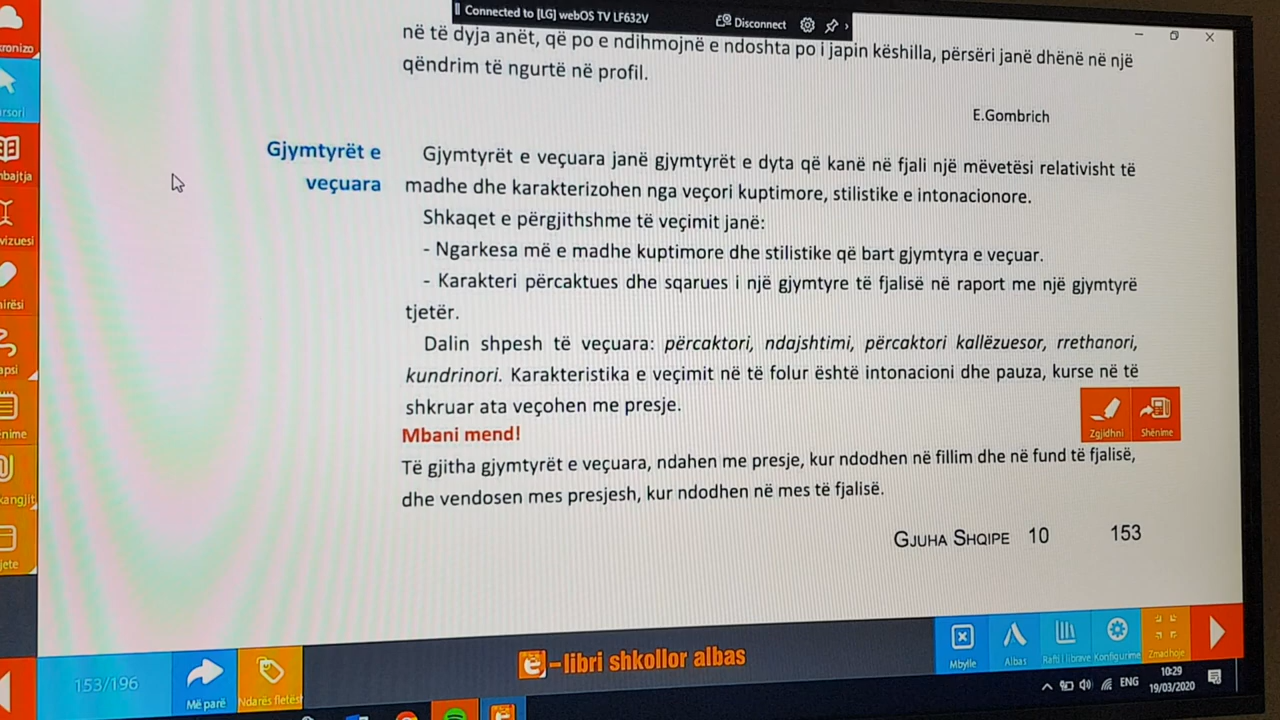 Connected to [LG] webOS TV LF632V
Disconnect
në të dyja anët, që po e ndihmojnë e ndoshta po i japin këshilla, përsëri janë dhënë në një
qëndrim të ngurtë në profil.
E.Gombrich
Gjymtyrët e
veçuara
Gjymtyrët e veçuara janë gjymtyrët e dyta që kanë në fjali një mëvetësi relativisht të
madhe dhe karakterizohen nga veçori kuptimore, stilistike e intonacionore.
Shkaqet e përgjithshme të veçimit janë:
- Ngarkesa më e madhe kuptimore dhe stilistike që bart gjymtyra e veçuar.
- Karakteri përcaktues dhe sqarues i një gjymtyre të fjalisë në raport me një gjymtyrë
tjetër.
Dalin shpesh të veçuara: përcaktori, ndajshtimi, përcaktori kallëzuesor, rrethanori,
kundrinori. Karakteristika e veçimit në të folur është intonacioni dhe pauza, kurse në të
shkruar ata veçohen me presje.
Zgjidhni
Shënime
Mbani mend!
Të gjitha gjymtyrët e veçuara, ndahen me presje, kur ndodhen në fillim dhe në fund të fjalisë,
dhe vendosen mes presjesh, kur ndodhen në mes të fjalisë.
GJUHA SHQIPE 10 153
153/196
Më parë
Ndarës fletësh
e-libri shkollor albas
Mbylle
Albas
Rafti i librave
Konfigurime
Zmadhoje
ENG
10:29
19/03/2020